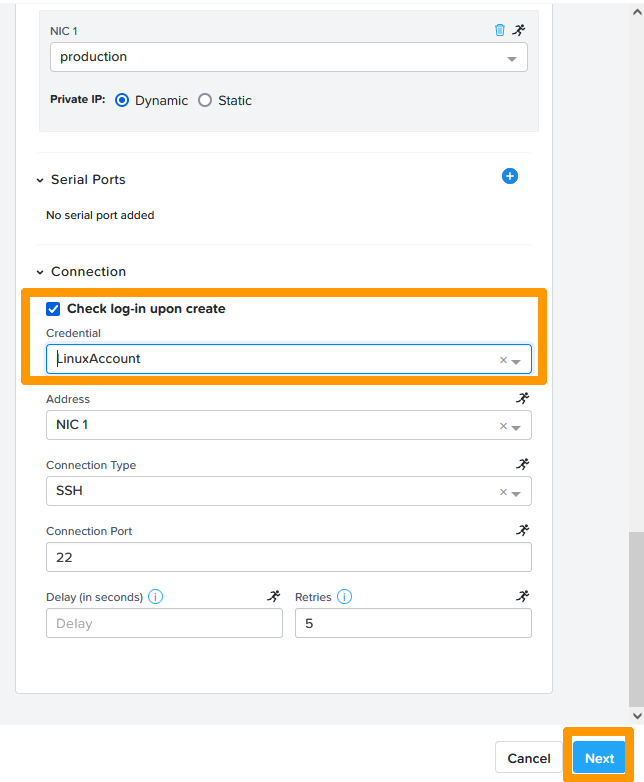 NIC 1
production
Private IP: Dynamic Static
Serial Ports
No serial port added
Connection
Check log-in upon create
Credential
LinuxAccount
Address
NIC 1
Connection Type
SSH
Connection Port
22
Delay (in seconds) Retries
Delay 5
Cancel Next